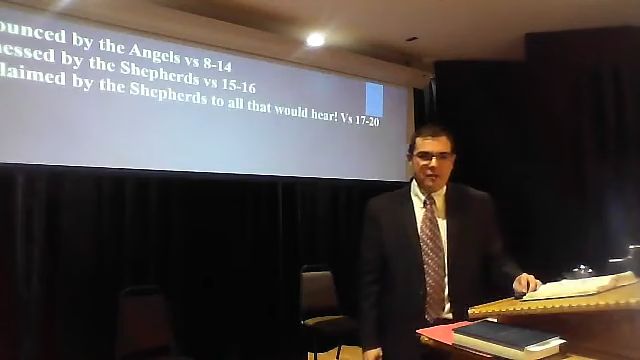 ounced by the Angels vs 8-14
nessed by the Shepherds vs 15-16
laimed by the Shepherds to all that would hear! Vs 17-20